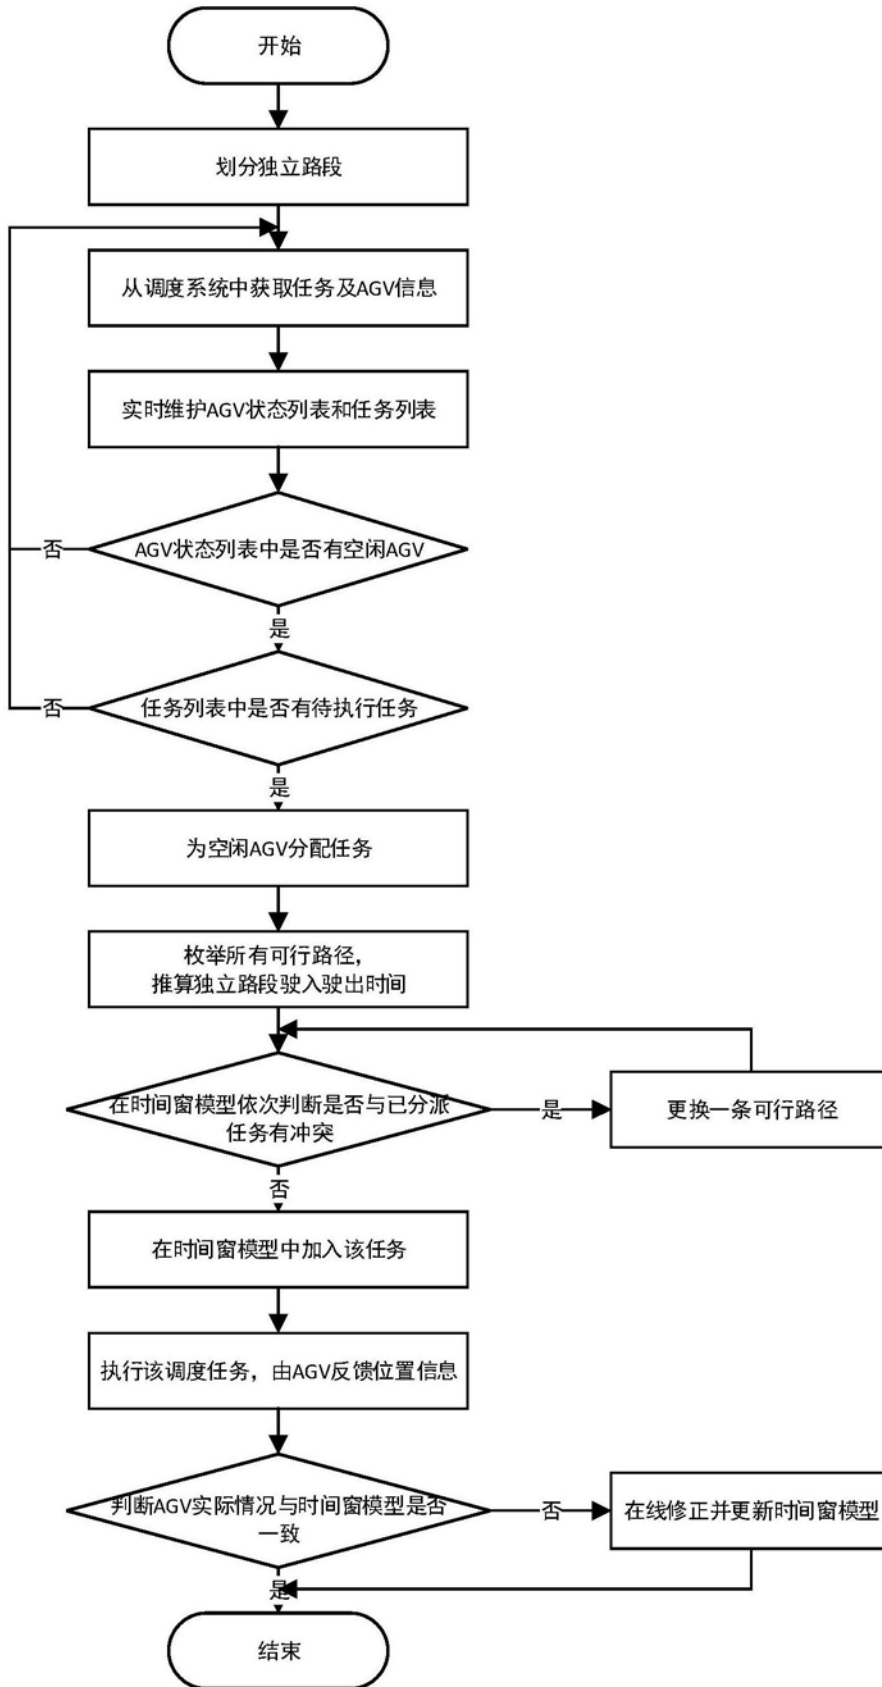 开始
划分独立路段
从调度系统中获取任务及AGV信息
实时维护AGV状态列表和任务列表
AGV状态列表中是否有空闲AGV
否
是
任务列表中是否有待执行任务
否
是
为空闲AGV分配任务
枚举所有可行路径，
推算独立路段驶入驶出时间
在时间窗模型依次判断是否与已分派
任务有冲突
是
更换一条可行路径
否
在时间窗模型中加入该任务
执行该调度任务，由AGV反馈位置信息
判断AGV实际情况与时间窗模型是否
一致
否
在线修正并更新时间窗模型
是
结束